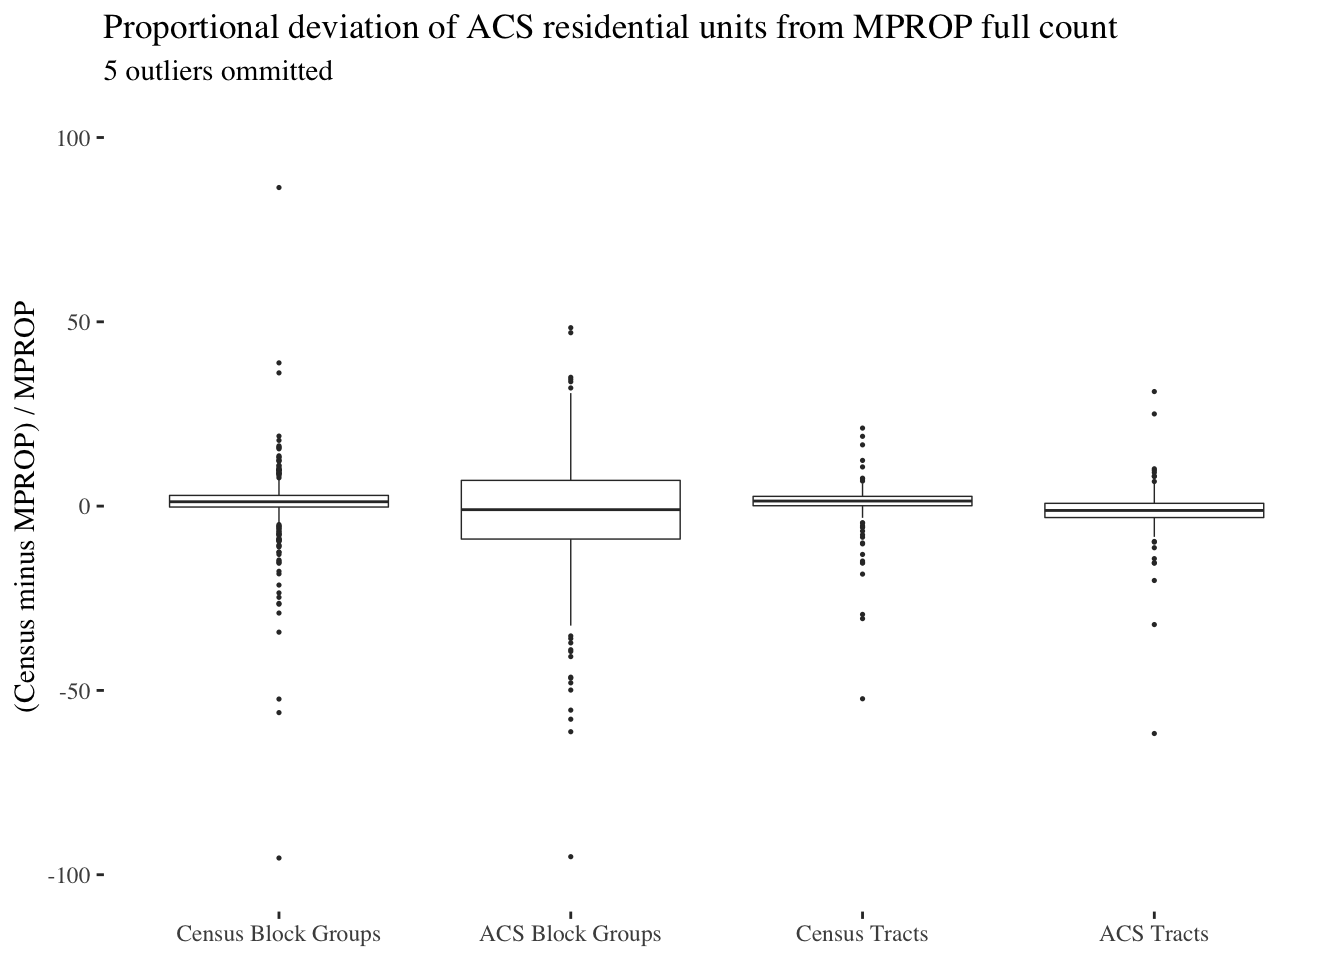 Proportional deviation of ACS residential units from MPROP full count
5 outliers ommitted
(Census minus MPROP) / MPROP
100
50
0
-50
-100
Census Block Groups
ACS Block Groups
Census Tracts
ACS Tracts